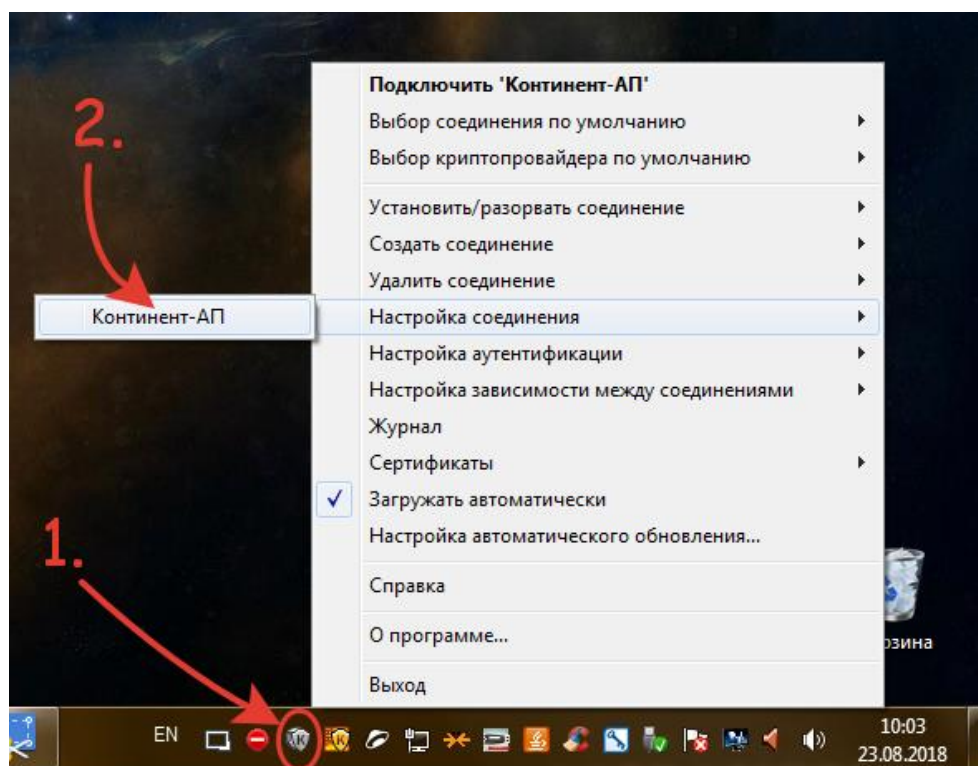 2.
Подключить 'Континент-АП'
Выбор соединения по умолчанию
Выбор криптопровайдера по умолчанию
Установить/разорвать соединение
Создать соединение
Удалить соединение
Континент-АП
Настройка соединения
Настройка аутентификации
Настройка зависимости между соединениями
Журнал
Сертификаты
Загружать автоматически
Настройка автоматического обновления...
1.
Справка
О программе...
зина
Выход
EN
K
K
10:03
23.08.2018